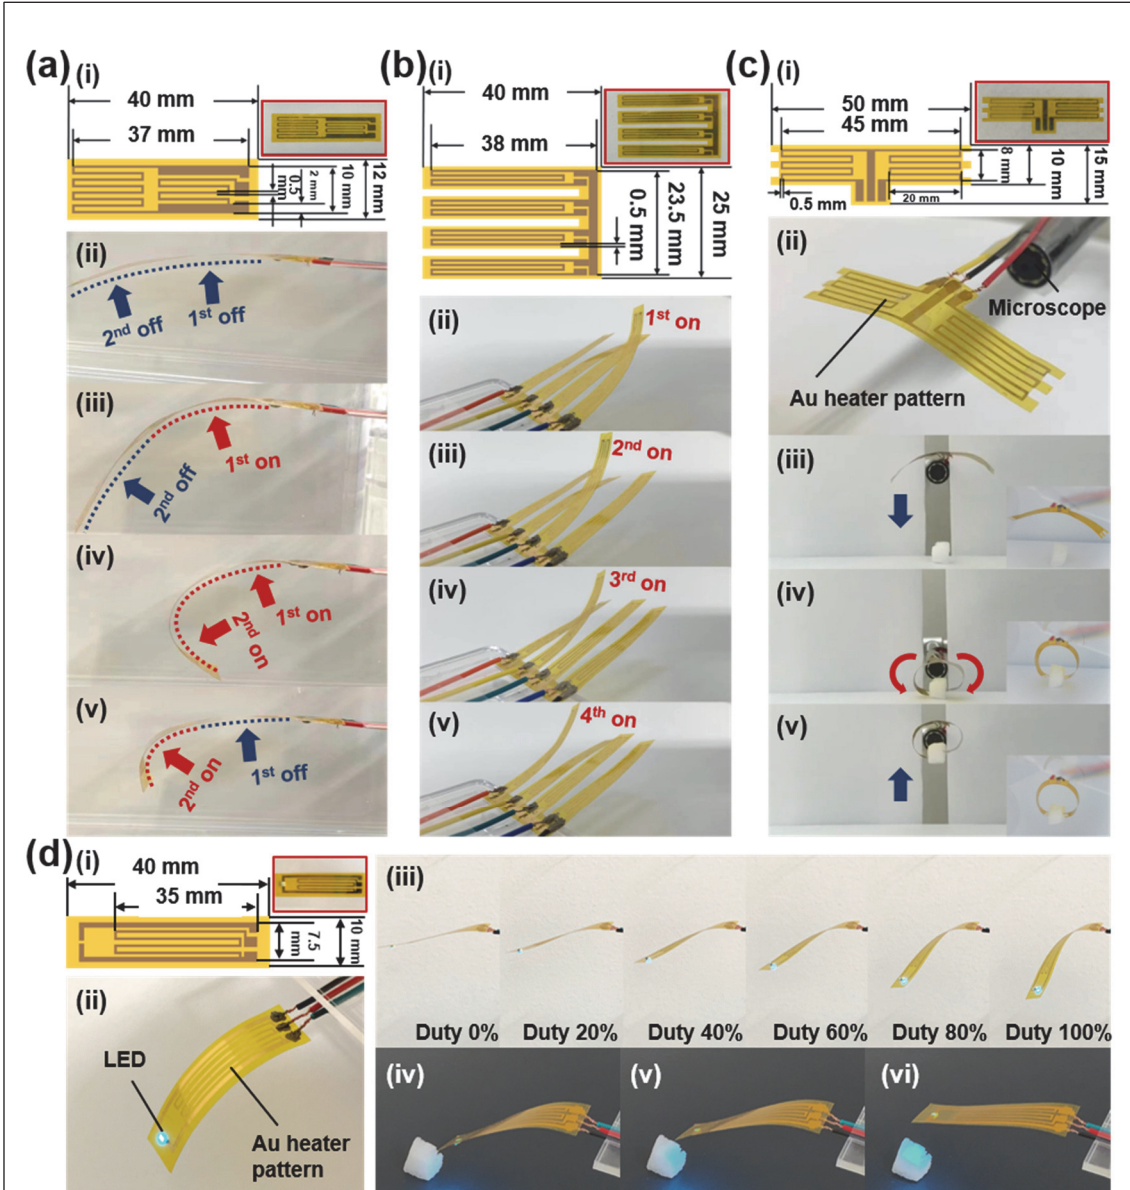 (a)
(i)
40 mm
37 mm
0.5 mm
2 mm
10 mm
12 mm
(ii)
2nd off
1st off
(iii)
1st on
2nd off
(iv)
1st on
2nd on
(v)
2nd on
1st off
(b)
(i)
40 mm
38 mm
0.5 mm
23.5 mm
25 mm
(ii)
1st on
(iii)
2nd on
(iv)
3rd on
(v)
4th on
(c)
(i)
50 mm
45 mm
8 mm
10 mm
15 mm
0.5 mm
20 mm
(ii)
Microscope
Au heater pattern
(iii)
(iv)
(v)
(d)
(i)
40 mm
35 mm
7.5 mm
10 mm
(ii)
LED
Au heater
pattern
(iii)
Duty 0%
Duty 20%
Duty 40%
Duty 60%
Duty 80%
Duty 100%
(iv)
(v)
(vi)